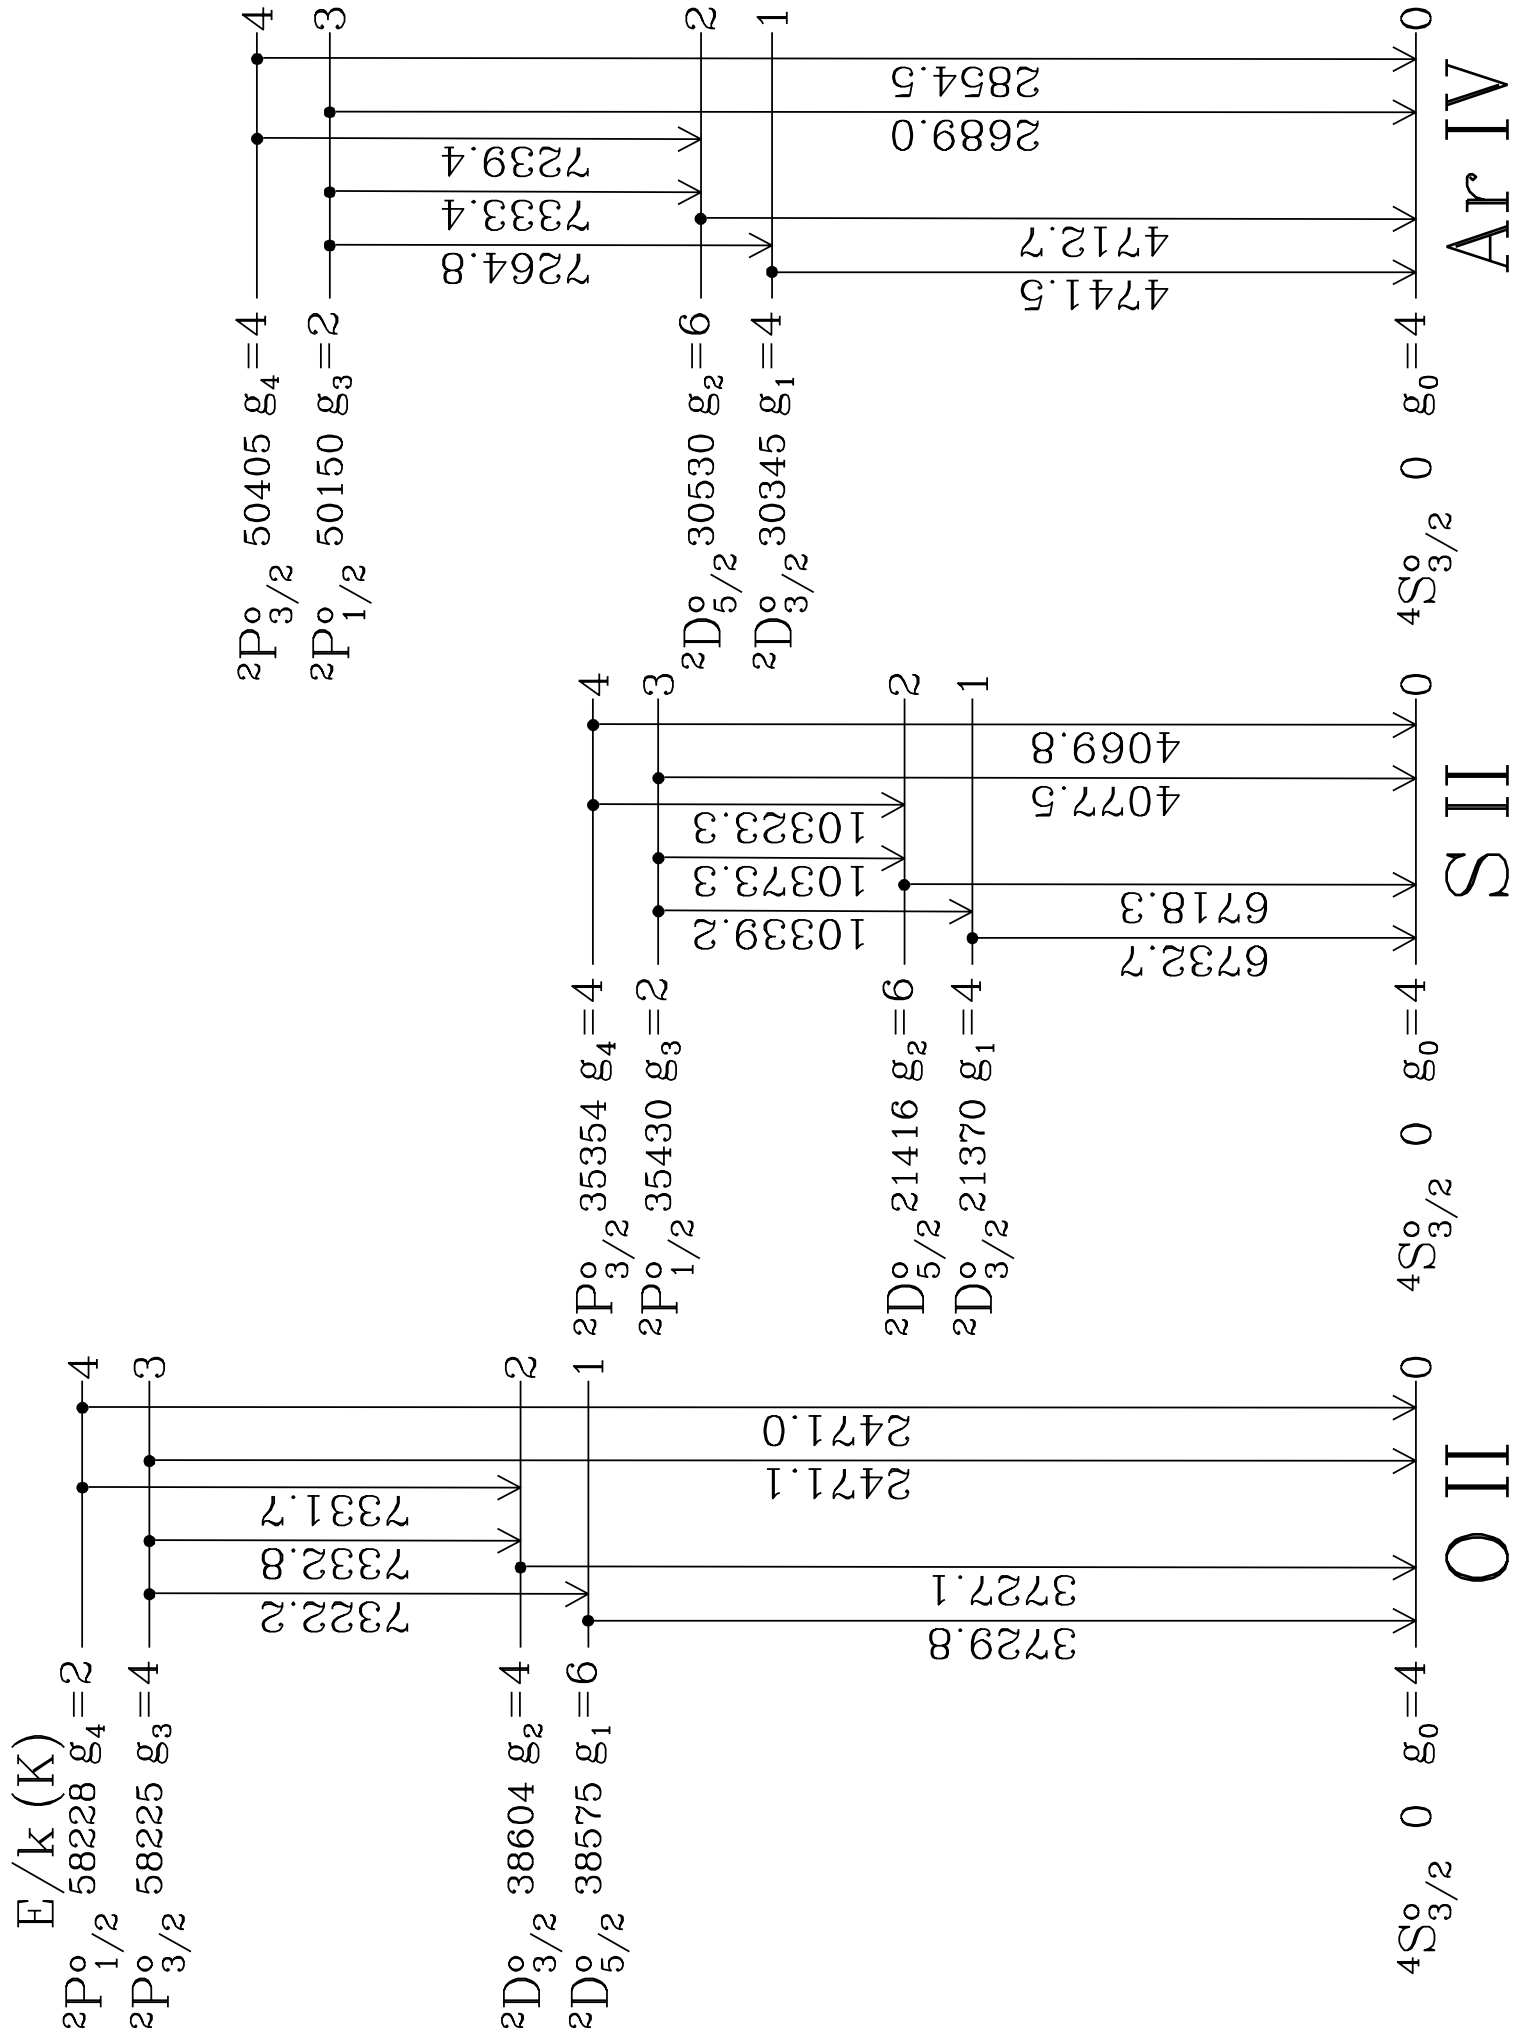 E/k (K)
²P°1/2 58228 g4=2 4
²P°3/2 58225 g3=4 3
²D°3/2 38604 g2=4 2
²D°5/2 38575 g1=6 1
⁴S°3/2 0 g0=4 0
7322.2
7332.8
7331.7
3729.8
3727.1
2471.1
2471.0
O II
²P°3/2 35354 g4=4 4
²P°1/2 35430 g3=2 3
²D°5/2 21416 g2=6 2
²D°3/2 21370 g1=4 1
⁴S°3/2 0 g0=4 0
10339.2
10373.3
10323.3
6732.7
6718.3
4077.5
4069.8
S II
²P°3/2 50405 g4=4 4
²P°1/2 50150 g3=2 3
²D°5/2 30530 g2=6 2
²D°3/2 30345 g1=4 1
⁴S°3/2 0 g0=4 0
7264.8
7333.4
7239.4
4741.5
4712.7
2689.0
2854.5
Ar IV